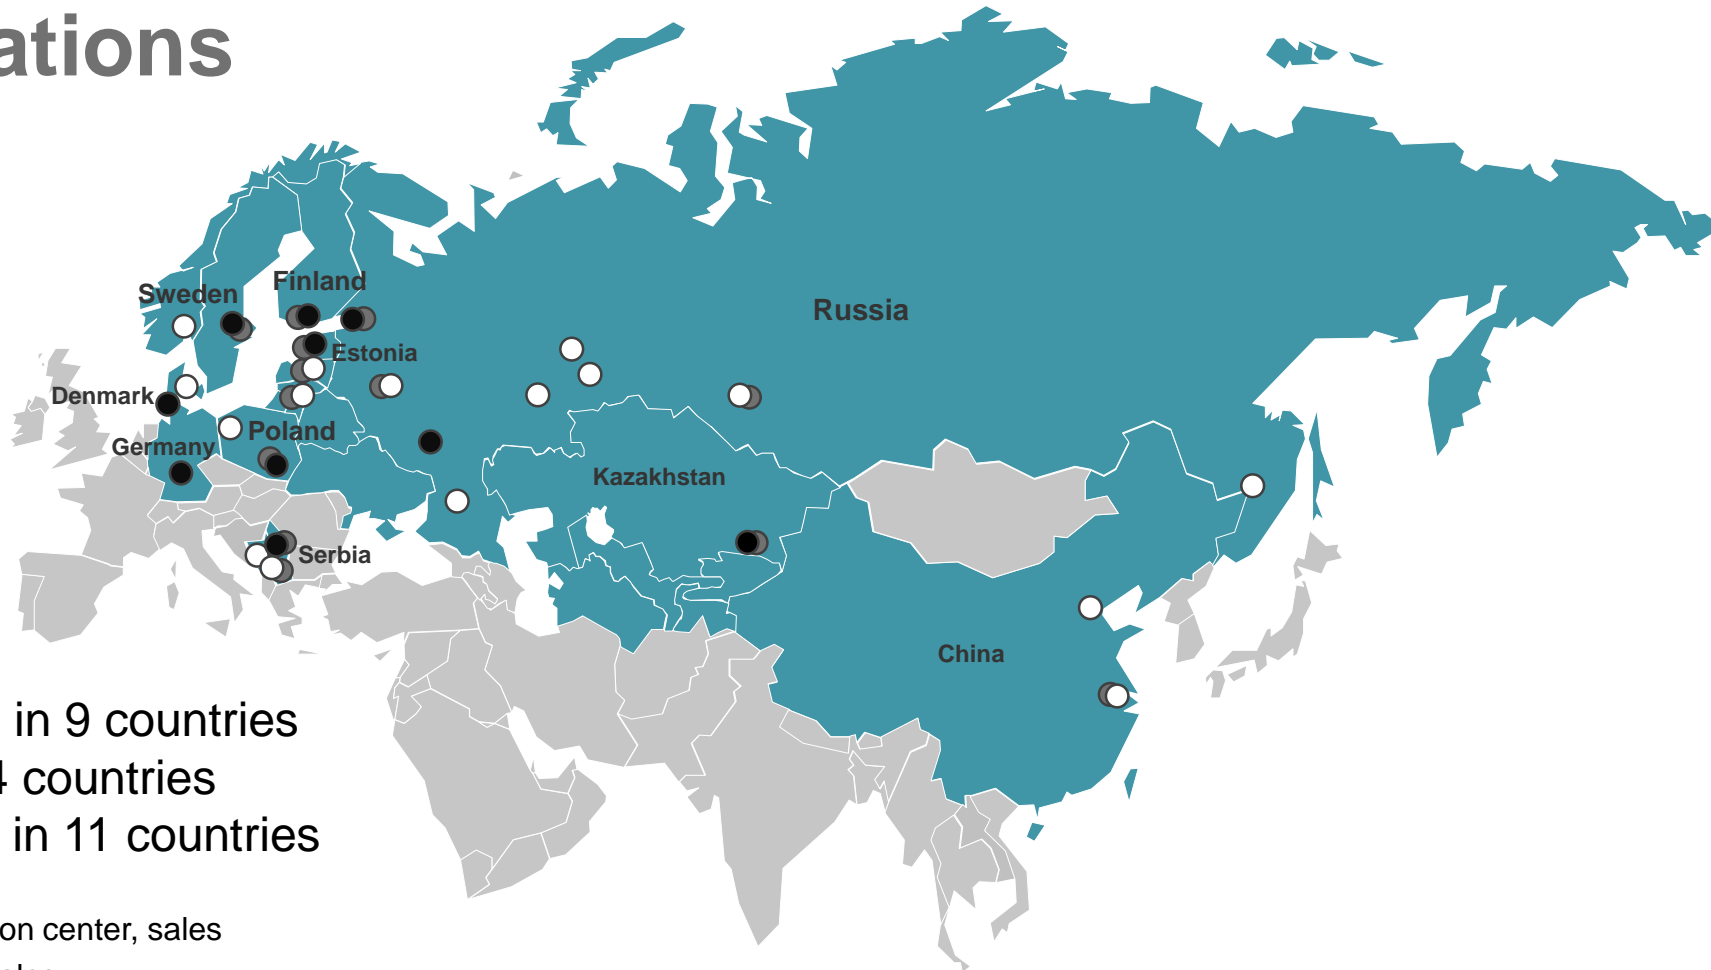 ations
Finland
Sweden
Russia
Estonia
Denmark
Poland
Germany
Kazakhstan
Serbia
China
in 9 countries
4 countries
in 11 countries
on center, sales